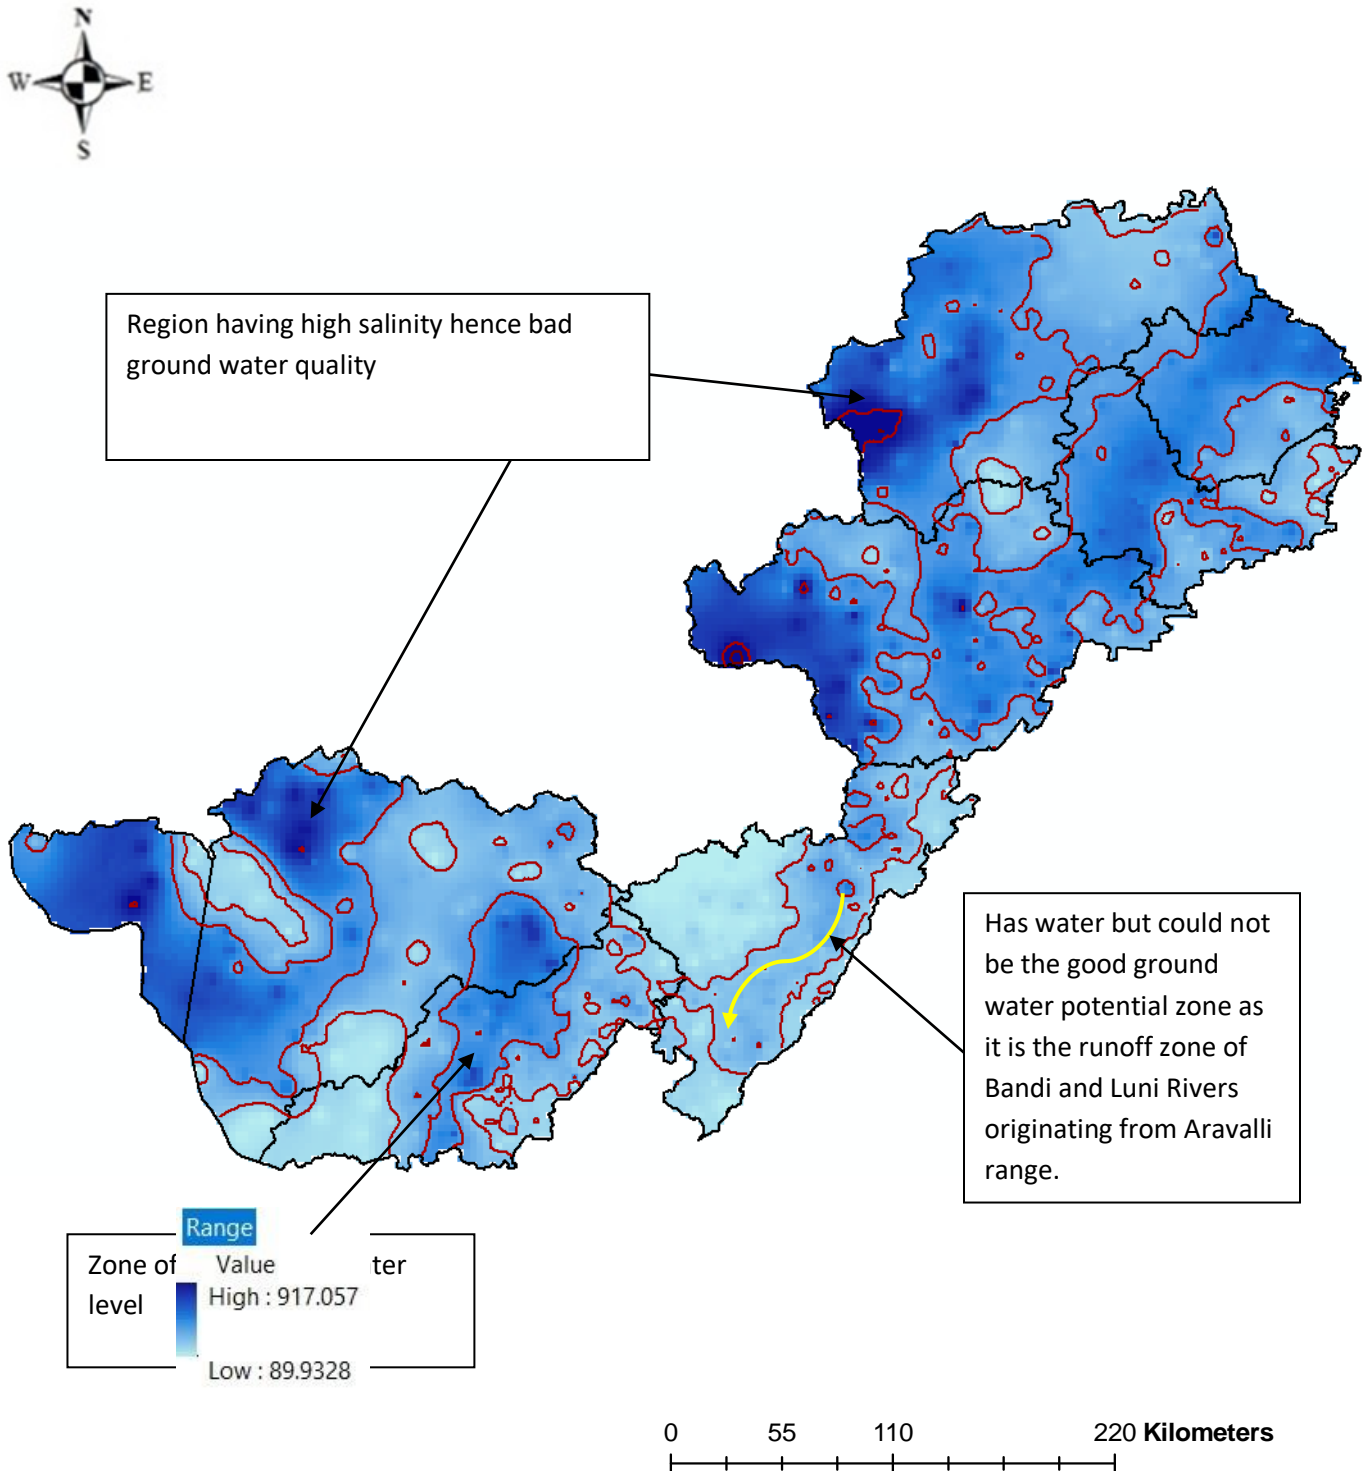 N
W E
S
Region having high salinity hence bad
ground water quality
Has water but could not
be the good ground
water potential zone as
it is the runoff zone of
Bandi and Luni Rivers
originating from Aravalli
range.
Zone of
level
Range
Value
High : 917.057
Low : 89.9328
0 55 110 220 Kilometers